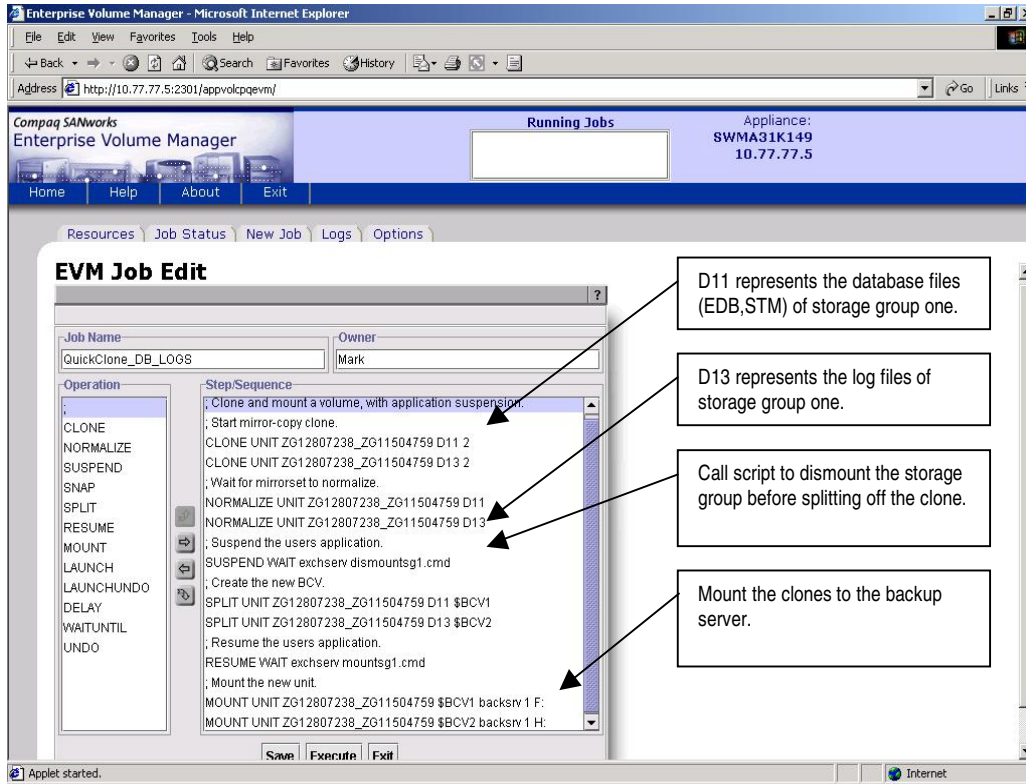 Enterprise Volume Manager - Microsoft Internet Explorer
File Edit View Favorites Tools Help
Back Search Favorites History
Address http://10.77.77.5:2301/appvolcpqevm/ Go Links
Compaq SANworks
Enterprise Volume Manager
Running Jobs
Appliance:
SWMA31K149
10.77.77.5
Home Help About Exit
Resources Job Status New Job Logs Options
EVM Job Edit
?
Job Name
QuickClone_DB_LOGS
Owner
Mark
Operation
;
CLONE
NORMALIZE
SUSPEND
SNAP
SPLIT
RESUME
MOUNT
LAUNCH
LAUNCHUNDO
DELAY
WAITUNTIL
UNDO
Step/Sequence
; Clone and mount a volume, with application suspension.
; Start mirror-copy clone.
CLONE UNIT ZG12807238_ZG11504759 D11 2
CLONE UNIT ZG12807238_ZG11504759 D13 2
; Wait for mirrorset to normalize.
NORMALIZE UNIT ZG12807238_ZG11504759 D11
NORMALIZE UNIT ZG12807238_ZG11504759 D13
; Suspend the users application.
SUSPEND WAIT exchserv dismountsg1.cmd
; Create the new BCV.
SPLIT UNIT ZG12807238_ZG11504759 D11 $BCV1
SPLIT UNIT ZG12807238_ZG11504759 D13 $BCV2
; Resume the users application.
RESUME WAIT exchserv mountsg1.cmd
; Mount the new unit.
MOUNT UNIT ZG12807238_ZG11504759 $BCV1 backsrv 1 F:
MOUNT UNIT ZG12807238_ZG11504759 $BCV2 backsrv 1 H:
Save Execute Exit
D11 represents the database files
(EDB,STM) of storage group one.
D13 represents the log files of
storage group one.
Call script to dismount the storage
group before splitting off the clone.
Mount the clones to the backup
server.
Applet started.
Internet